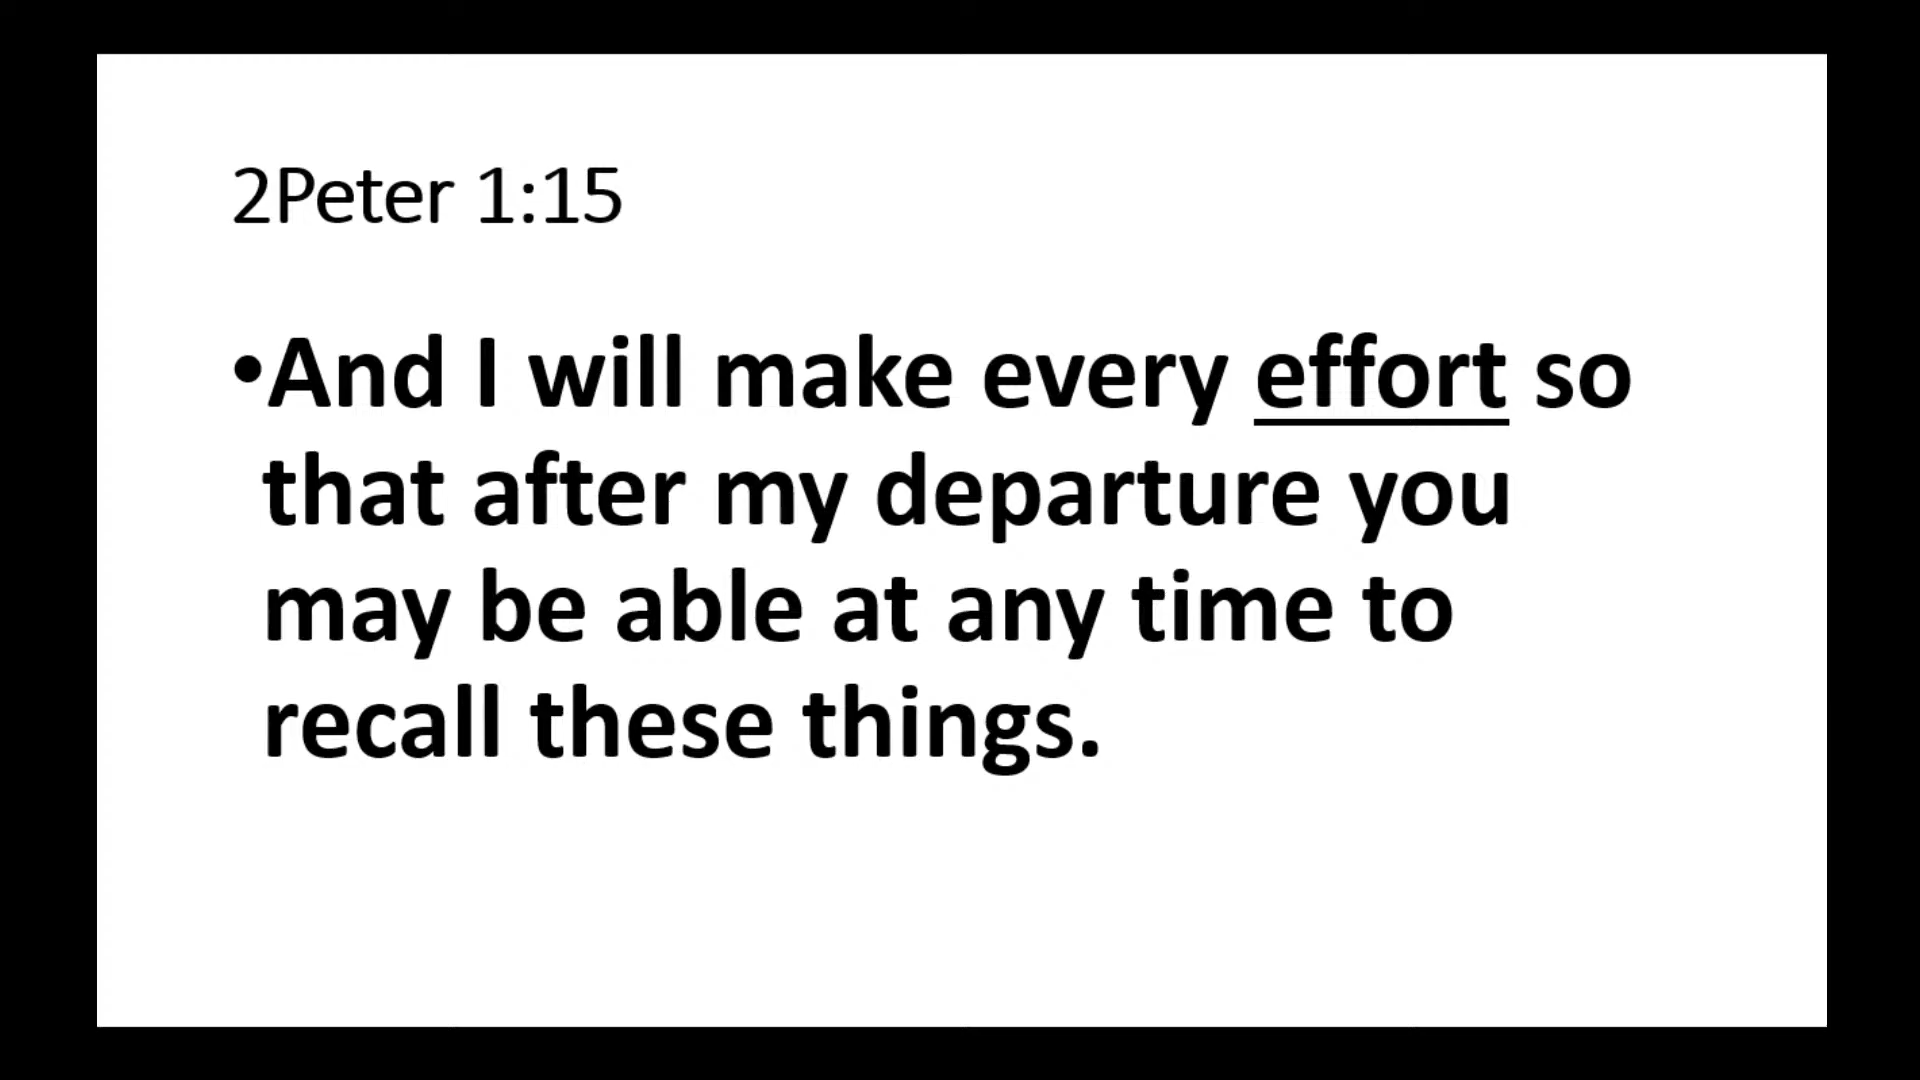 2Peter 1:15
•And I will make every effort so
that after my departure you
may be able at any time to
recall these things.